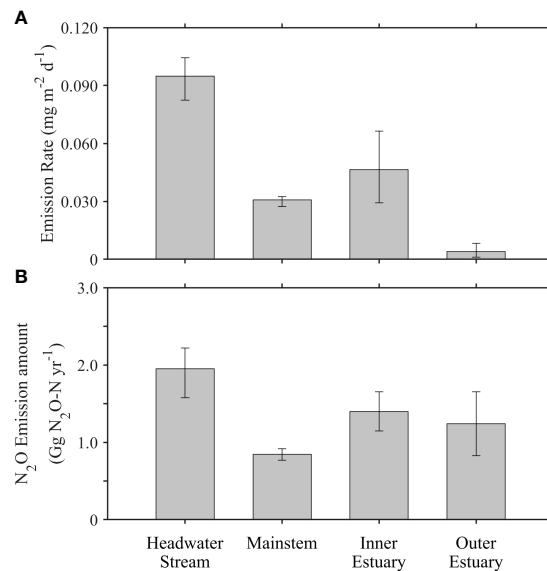 A
0.120
0.090
0.060
0.030
0
Emission Rate (mg m⁻² d⁻¹)
B
3.0
2.0
1.0
0
N₂O Emission amount
(Gg N₂O-N yr⁻¹)
Headwater Mainstem Inner Outer
Stream Estuary Estuary